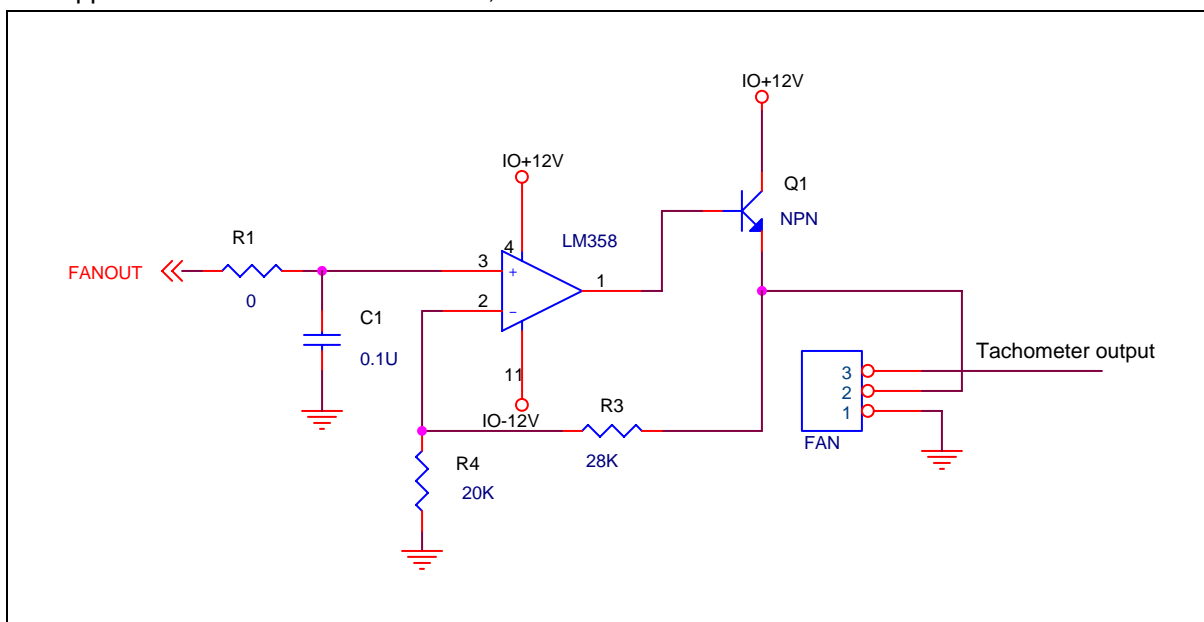 IO+12V
IO+12V
Q1
NPN
LM358
4
R1
3
+
FANOUT
1
0
2
−
C1
0.1U
Tachometer output
3
11
2
R3
1
IO-12V
FAN
28K
R4
20K